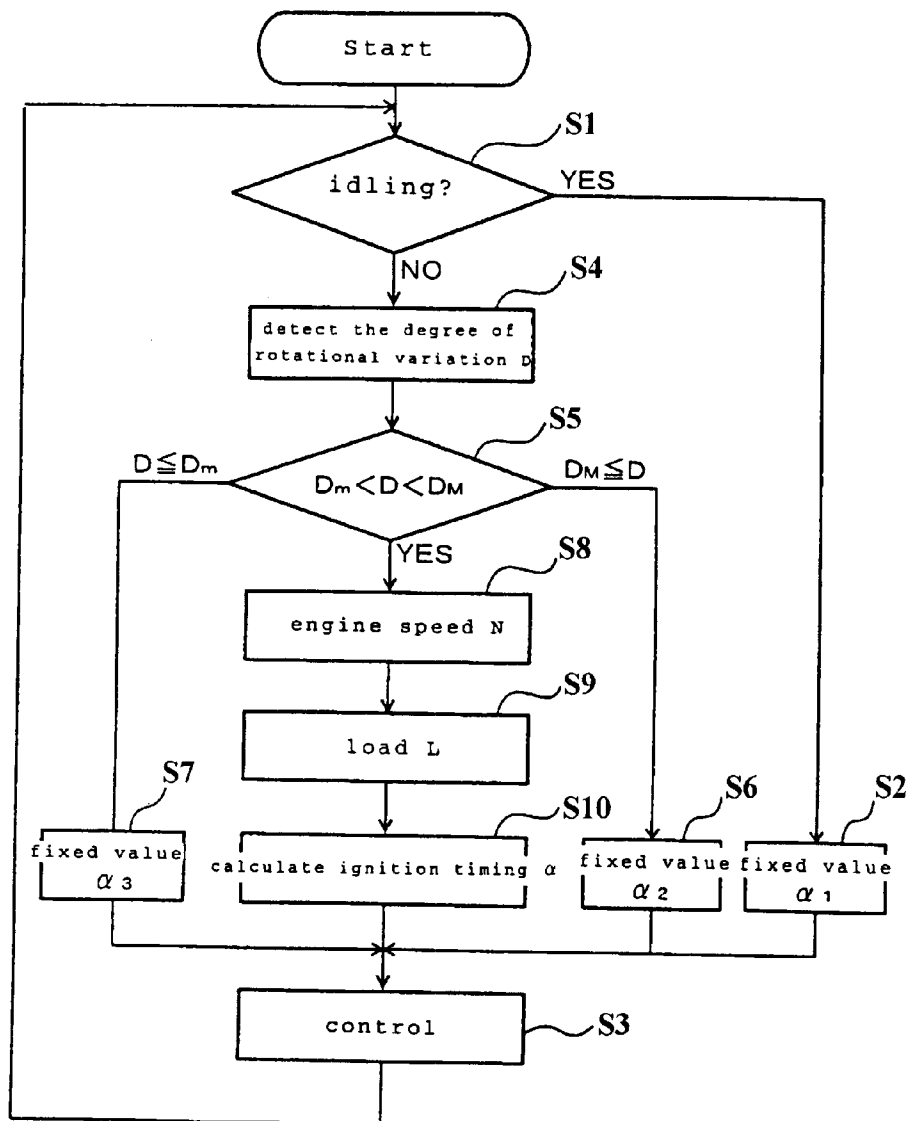 Start
S1
idling?
YES
NO
S4
detect the degree of
rotational variation D
S5
D≦Dm
Dm<D<DM
DM≦D
YES
S8
engine speed N
S9
load L
S7
S10
S6
S2
fixed value
α3
calculate ignition timing α
fixed value
α2
fixed value
α1
control
S3